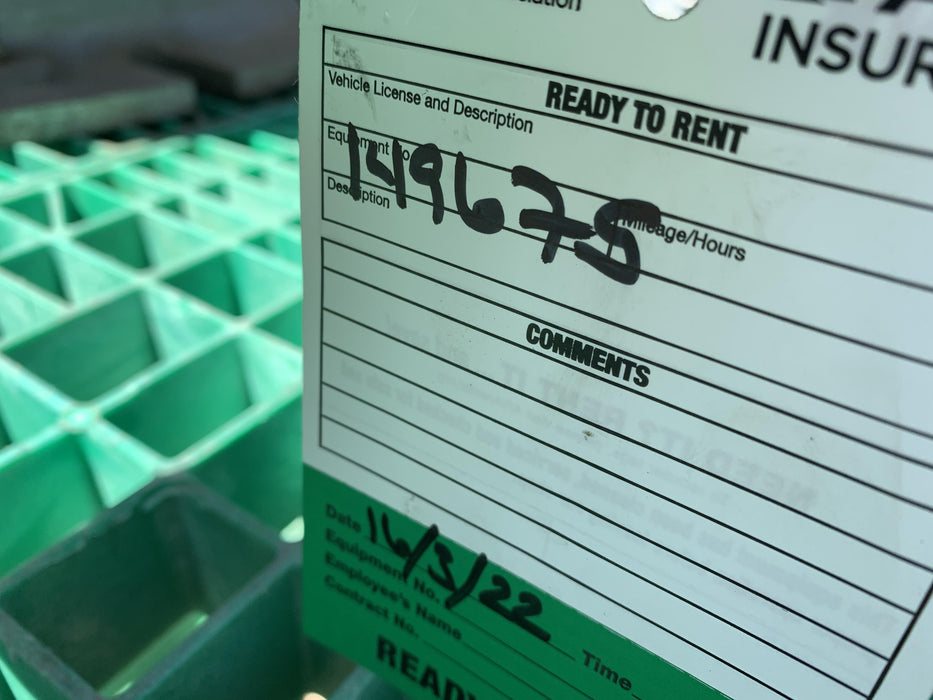 INSUR
READY TO RENT
Vehicle License and Description
Equipment No
149675
Description
Mileage/Hours
COMMENTS
Date 16/3/22 Time
Equipment No.
Employee's Name
Contract No.
READY